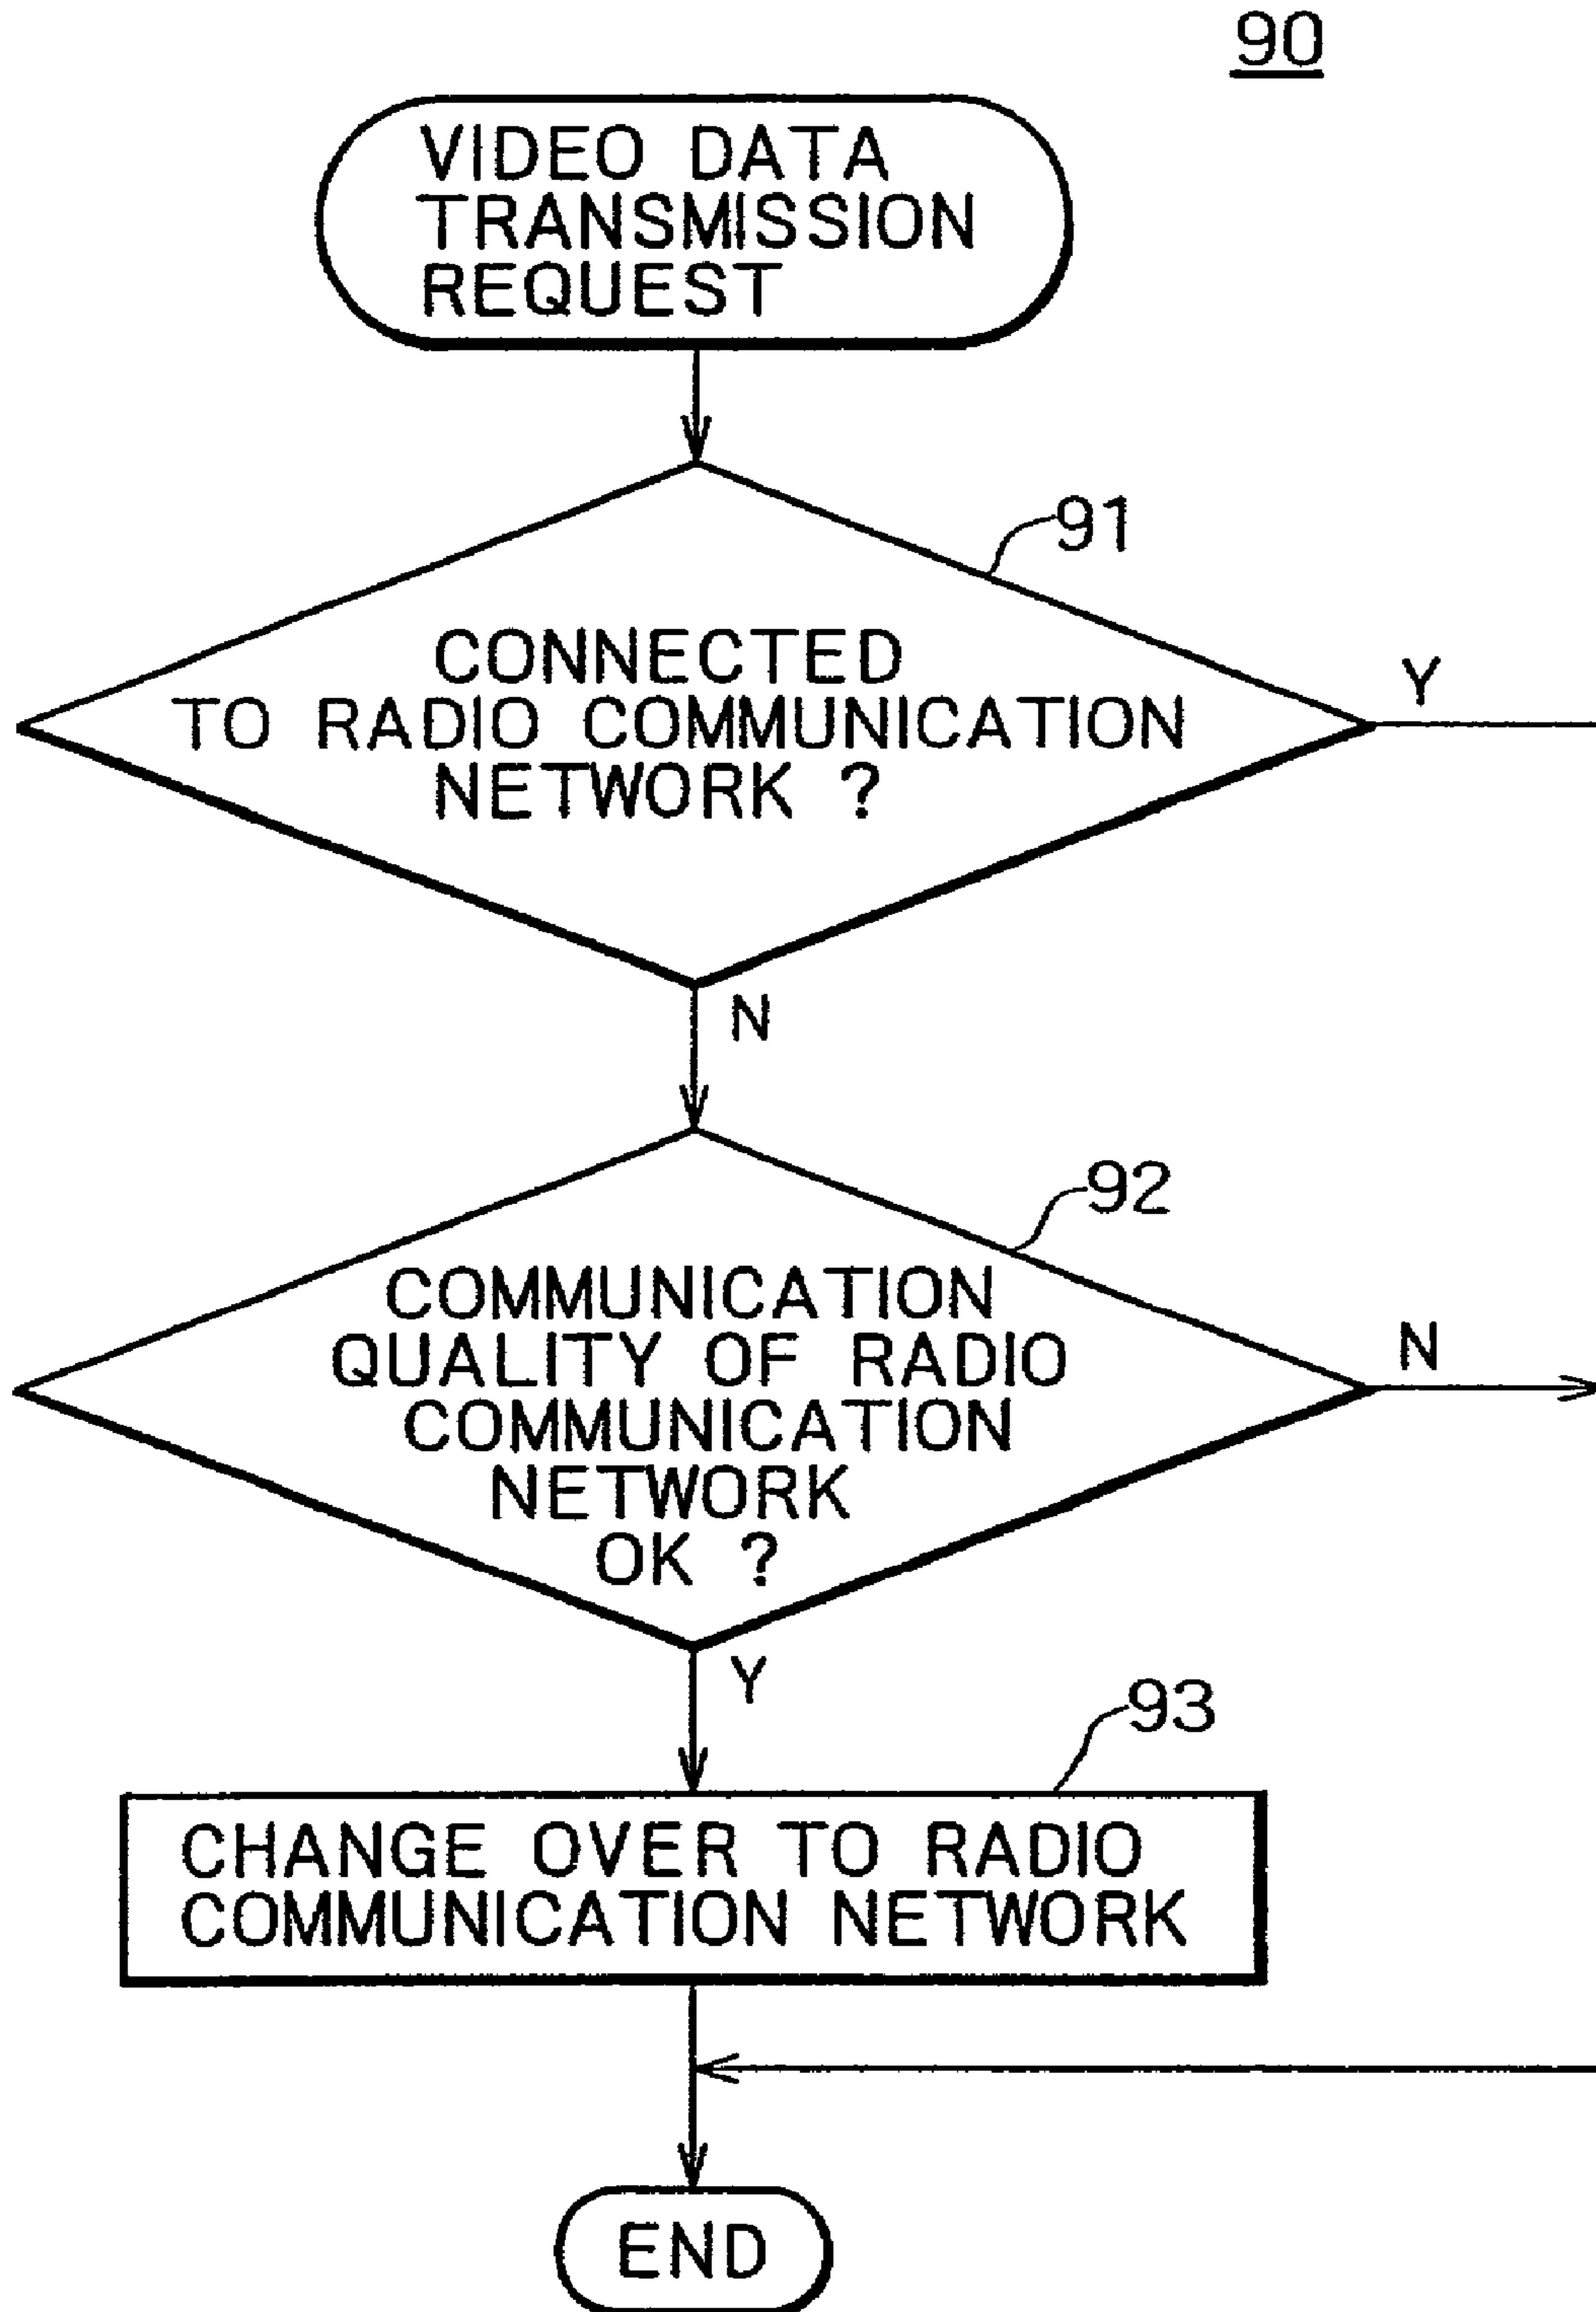 90
VIDEO DATA
TRANSMISSION
REQUEST
91
CONNECTED
TO RADIO COMMUNICATION
NETWORK ?
Y
N
92
COMMUNICATION
QUALITY OF RADIO
COMMUNICATION
NETWORK
OK ?
N
Y
93
CHANGE OVER TO RADIO
COMMUNICATION NETWORK
END